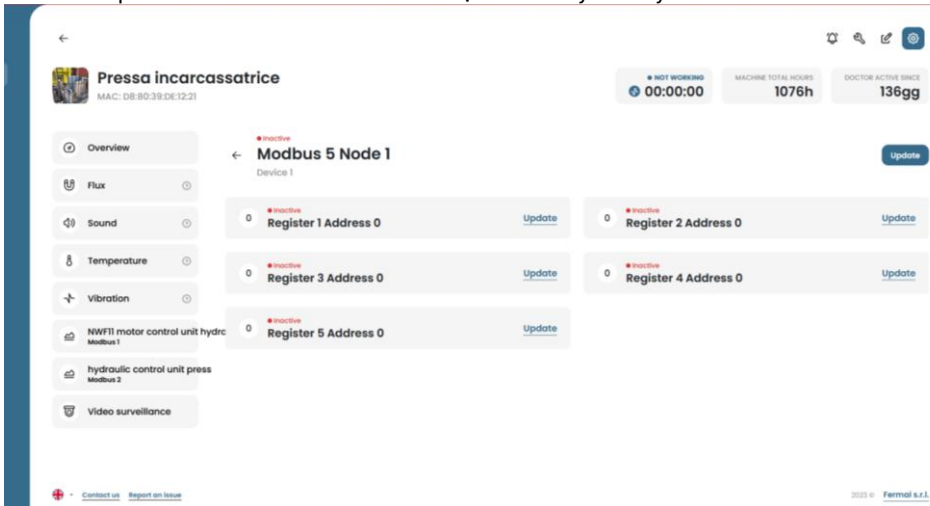 Pressa incarcassatrice
MAC: D8:80:39:DE:12:21
NOT WORKING
00:00:00
MACHINE TOTAL HOURS
1076h
DOCTOR ACTIVE SINCE
136gg
Overview
Flux
Sound
Temperature
Vibration
NWF11 motor control unit hydrc
Modbus 1
hydraulic control unit press
Modbus 2
Video surveillance
Inactive
Modbus 5 Node 1
Device 1
Update
0 Inactive
Register 1 Address 0
Update
0 Inactive
Register 2 Address 0
Update
0 Inactive
Register 3 Address 0
Update
0 Inactive
Register 4 Address 0
Update
0 Inactive
Register 5 Address 0
Update
Contact us Report an issue
2023 © Fermai s.r.l.